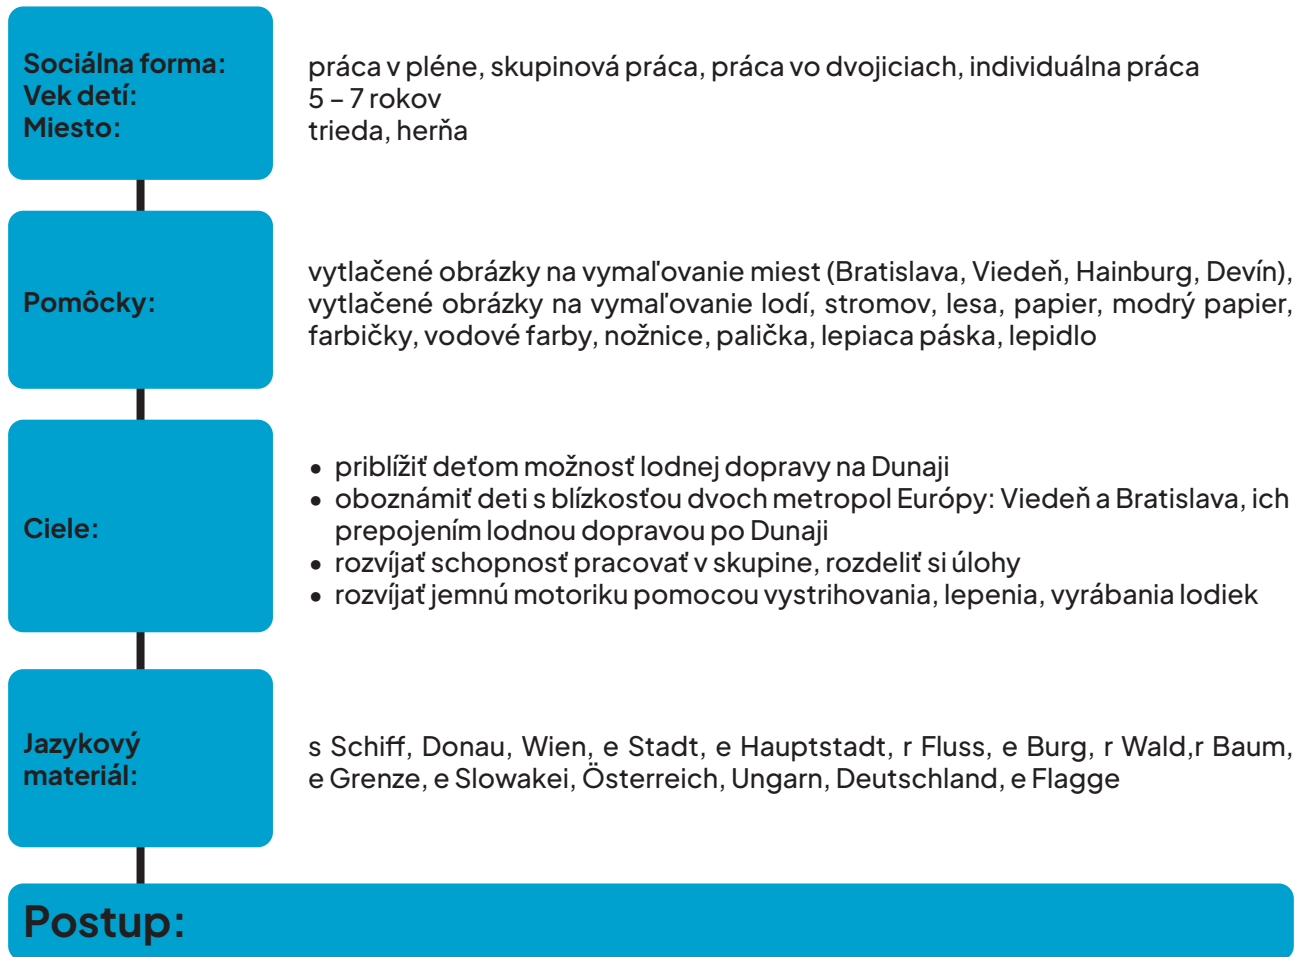 Sociálna forma: práca v pléne, skupinová práca, práca vo dvojiciach, individuálna práca
Vek detí: 5 – 7 rokov
Miesto: trieda, herňa
Pomôcky:
vytlačené obrázky na vymaľovanie miest (Bratislava, Viedeň, Hainburg, Devín),
vytlačené obrázky na vymaľovanie lodí, stromov, lesa, papier, modrý papier,
farbičky, vodové farby, nožnice, palička, lepiaca páska, lepidlo
Ciele:
• priblížiť deťom možnosť lodnej dopravy na Dunaji
• oboznámiť deti s blízkosťou dvoch metropol Európy: Viedeň a Bratislava, ich
prepojením lodnou dopravou po Dunaji
• rozvíjať schopnosť pracovať v skupine, rozdeliť si úlohy
• rozvíjať jemnú motoriku pomocou vystrihovania, lepenia, vyrábania lodiek
Jazykový
materiál:
s Schiff, Donau, Wien, e Stadt, e Hauptstadt, r Fluss, e Burg, r Wald,r Baum,
e Grenze, e Slowakei, Österreich, Ungarn, Deutschland, e Flagge
Postup: